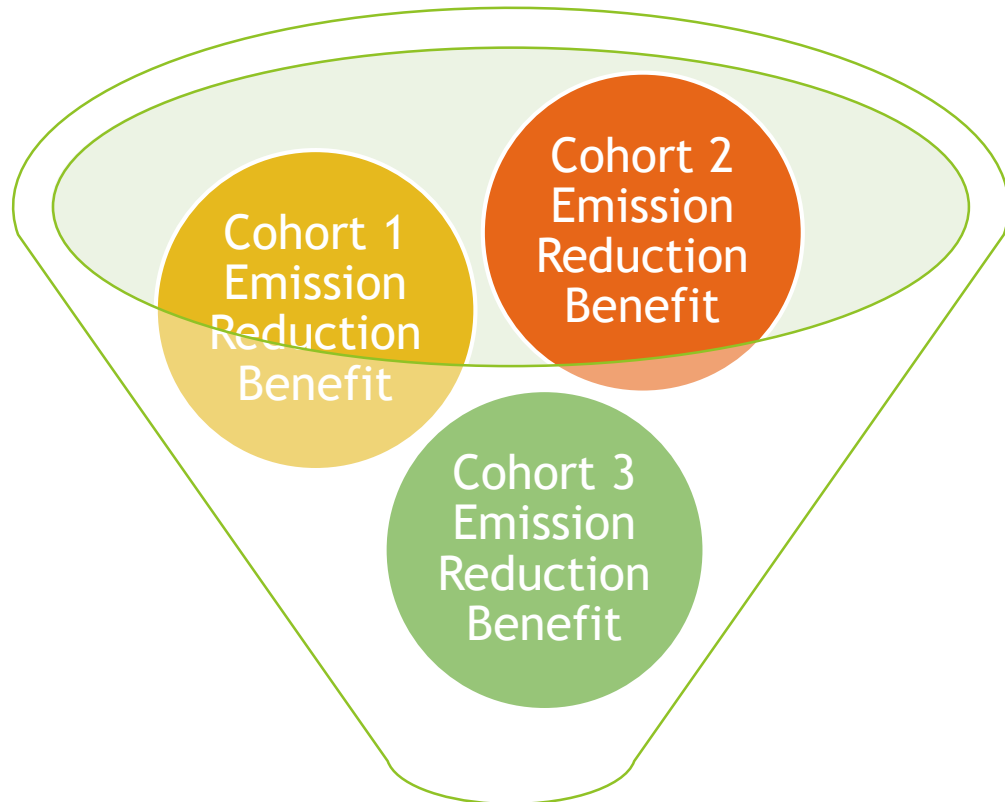 Cohort 1
Emission
Reduction
Benefit
Cohort 2
Emission
Reduction
Benefit
Cohort 3
Emission
Reduction
Benefit